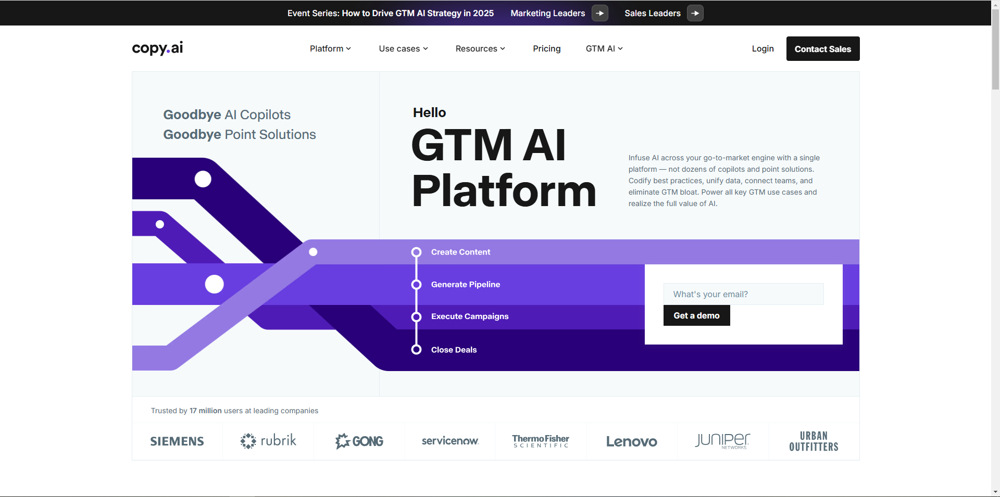 Event Series: How to Drive GTM AI Strategy in 2025 Marketing Leaders Sales Leaders
copy.ai Platform Use cases Resources Pricing GTM AI Login Contact Sales
Goodbye AI Copilots
Goodbye Point Solutions
Hello
GTM AI
Platform
Infuse AI across your go-to-market engine with a single
platform — not dozens of copilots and point solutions.
Codify best practices, unify data, connect teams, and
eliminate GTM bloat. Power all key GTM use cases and
realize the full value of AI.
Create Content
Generate Pipeline
Execute Campaigns
Close Deals
What's your email?
Get a demo
Trusted by 17 million users at leading companies
SIEMENS
rubrik
GONG
servicenow
ThermoFisher
SCIENTIFIC
Lenovo
JUNIPER
NETWORKS
URBAN
OUTFITTERS